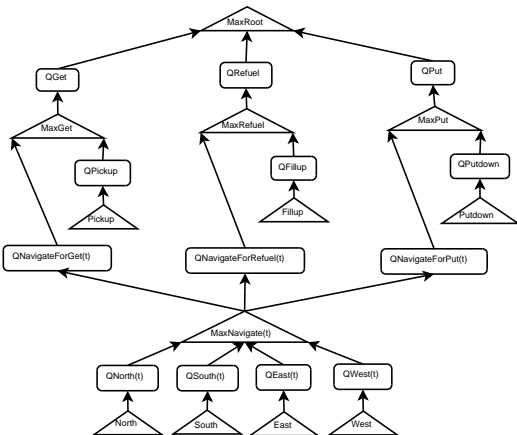 MaxRoot
QGet
QRefuel
QPut
MaxGet
MaxRefuel
MaxPut
QPickup
QFillup
QPutdown
Pickup
Fillup
Putdown
QNavigateForGet(t)
QNavigateForRefuel(t)
QNavigateForPut(t)
MaxNavigate(t)
QNorth(t)
QSouth(t)
QEast(t)
QWest(t)
North
South
East
West